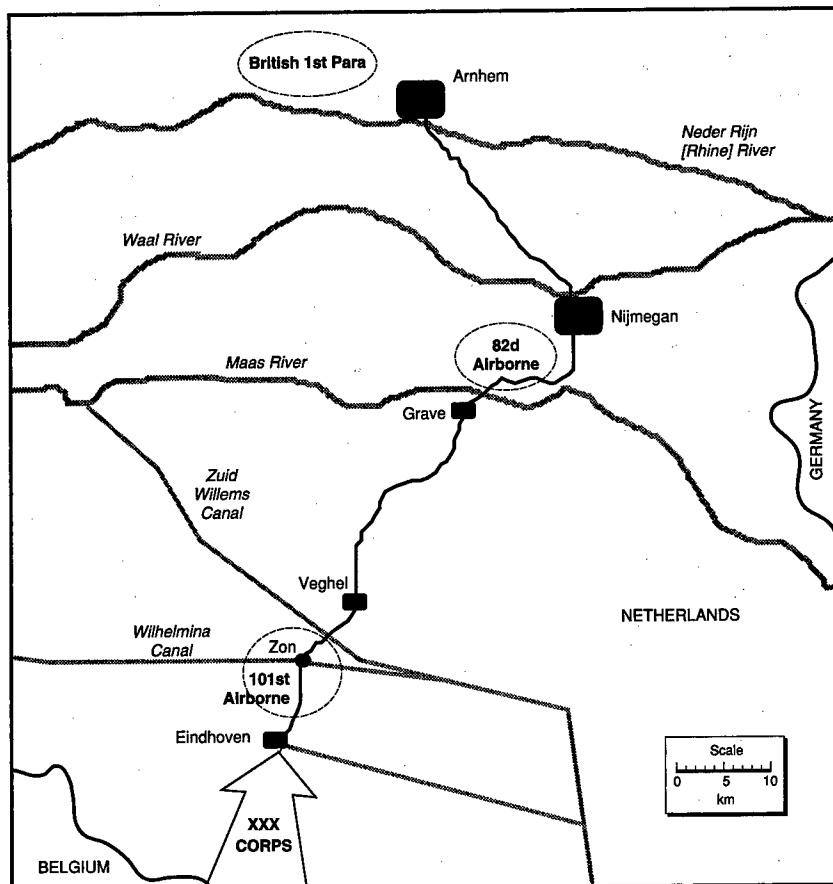 British 1st Para
Arnhem
Neder Rijn
[Rhine] River
Waal River
Nijmegan
82d
Airborne
Maas River
Grave
GERMANY
Zuid
Willems
Canal
Veghel
NETHERLANDS
Wilhelmina
Canal
Zon
101st
Airborne
Eindhoven
Scale
0 5 10
km
XXX
CORPS
BELGIUM